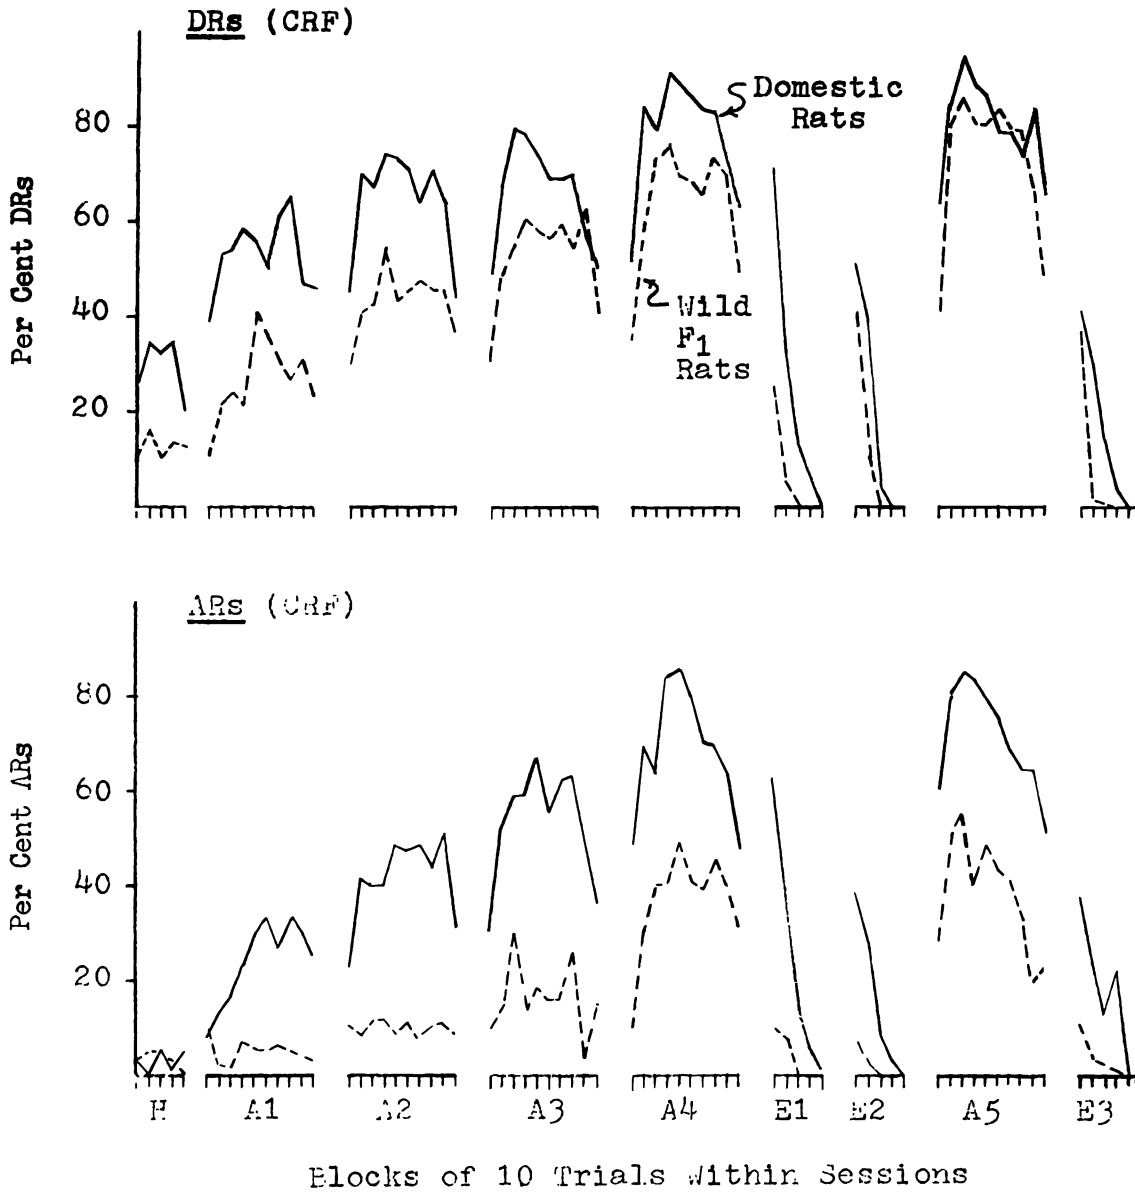 DRs (CRF)
Per Cent DRs
80
60
40
20
Domestic
Rats
Wild
F1
Rats
ARs (CRF)
Per Cent ARs
80
60
40
20
H A1 A2 A3 A4 E1 E2 A5 E3
Blocks of 10 Trials Within Sessions